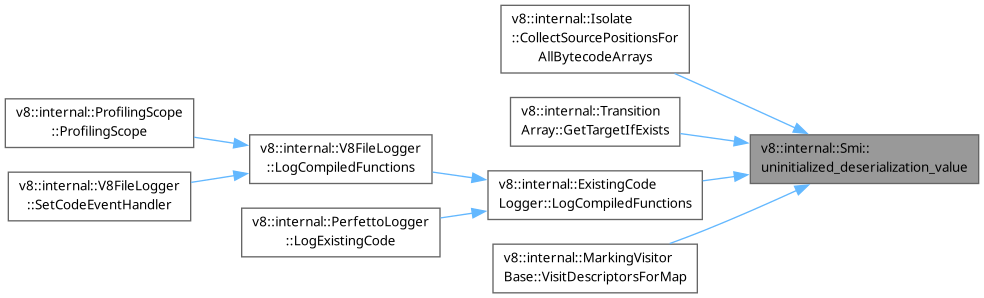 v8::internal::Isolate
::CollectSourcePositionsFor
AllBytecodeArrays
v8::internal::ProfilingScope
::ProfilingScope
v8::internal::Transition
Array::GetTargetIfExists
v8::internal::V8FileLogger
::LogCompiledFunctions
v8::internal::Smi::
uninitialized_deserialization_value
v8::internal::V8FileLogger
::SetCodeEventHandler
v8::internal::ExistingCode
Logger::LogCompiledFunctions
v8::internal::PerfettoLogger
::LogExistingCode
v8::internal::MarkingVisitor
Base::VisitDescriptorsForMap